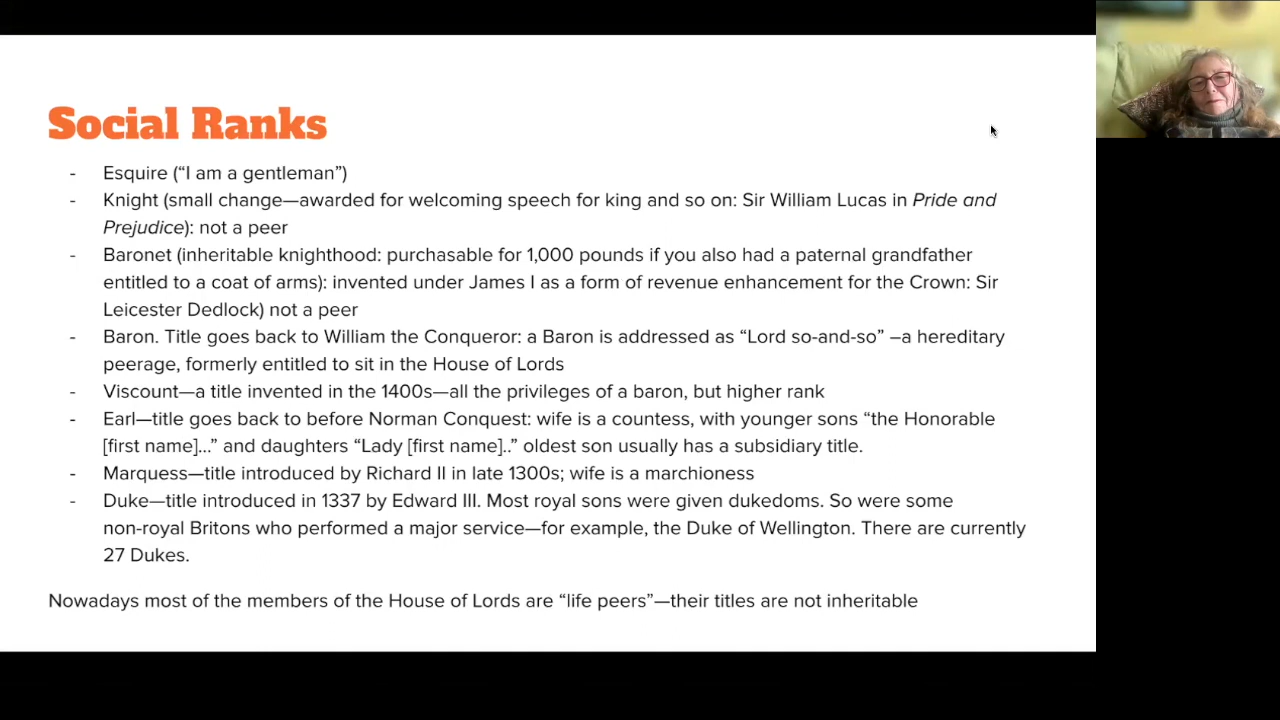 Social Ranks
- Esquire (“I am a gentleman”)
- Knight (small change—awarded for welcoming speech for king and so on: Sir William Lucas in Pride and
Prejudice): not a peer
- Baronet (inheritable knighthood: purchasable for 1,000 pounds if you also had a paternal grandfather
entitled to a coat of arms): invented under James I as a form of revenue enhancement for the Crown: Sir
Leicester Dedlock) not a peer
- Baron. Title goes back to William the Conqueror: a Baron is addressed as “Lord so-and-so” –a hereditary
peerage, formerly entitled to sit in the House of Lords
- Viscount—a title invented in the 1400s—all the privileges of a baron, but higher rank
- Earl—title goes back to before Norman Conquest: wife is a countess, with younger sons “the Honorable
[first name]...” and daughters “Lady [first name]..” oldest son usually has a subsidiary title.
- Marquess—title introduced by Richard II in late 1300s; wife is a marchioness
- Duke—title introduced in 1337 by Edward III. Most royal sons were given dukedoms. So were some
non-royal Britons who performed a major service—for example, the Duke of Wellington. There are currently
27 Dukes.
Nowadays most of the members of the House of Lords are “life peers”—their titles are not inheritable